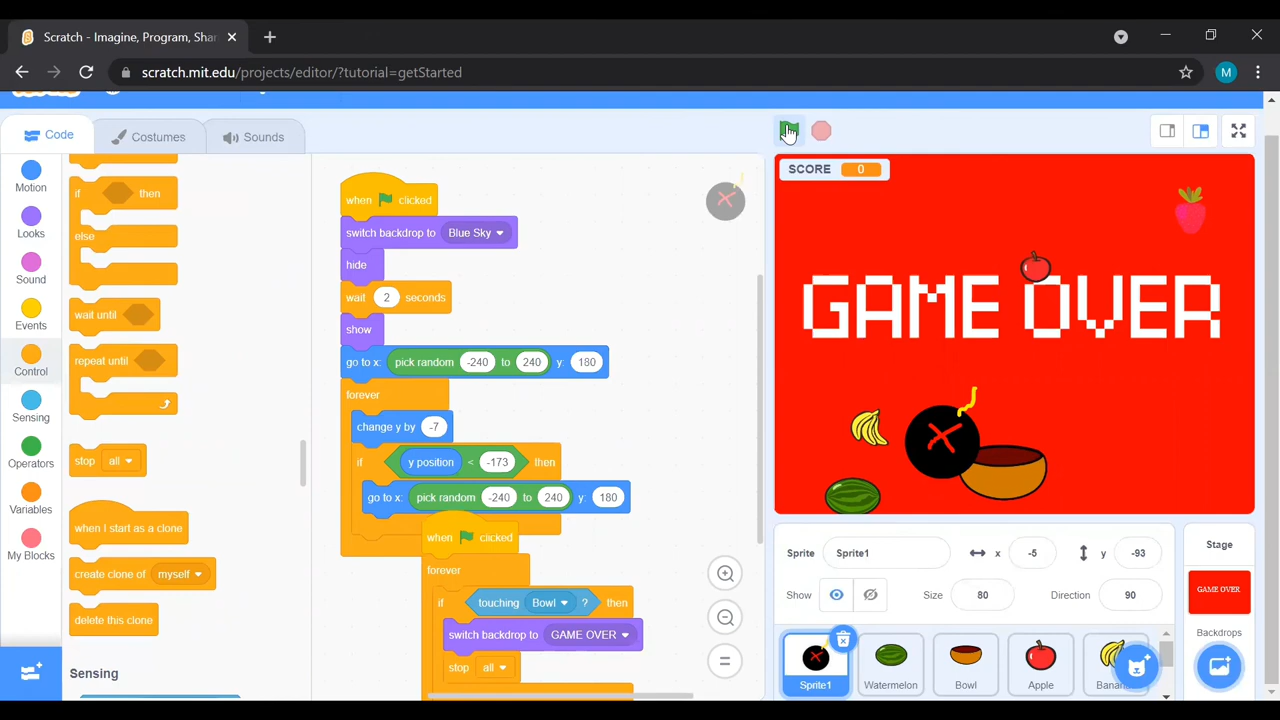 Scratch - Imagine, Program, Shar
scratch.mit.edu/projects/editor/?tutorial=getStarted
M
Code
Costumes
Sounds
Motion
Looks
Sound
Events
Control
Sensing
Operators
Variables
My Blocks
if then
else
wait until
repeat until
stop all
when I start as a clone
create clone of myself
delete this clone
Sensing
when clicked
switch backdrop to Blue Sky
hide
wait 2 seconds
show
go to x: pick random -240 to 240 y: 180
forever
change y by -7
if y position < -173 then
go to x: pick random -240 to 240 y: 180
when clicked
forever
if touching Bowl ? then
switch backdrop to GAME OVER
stop all
SCORE 0
GAME OVER
Sprite Sprite1 x -5 y -93
Show Size 80 Direction 90
Sprite1
Watermelon
Bowl
Apple
Stage
GAME OVER
Backdrops